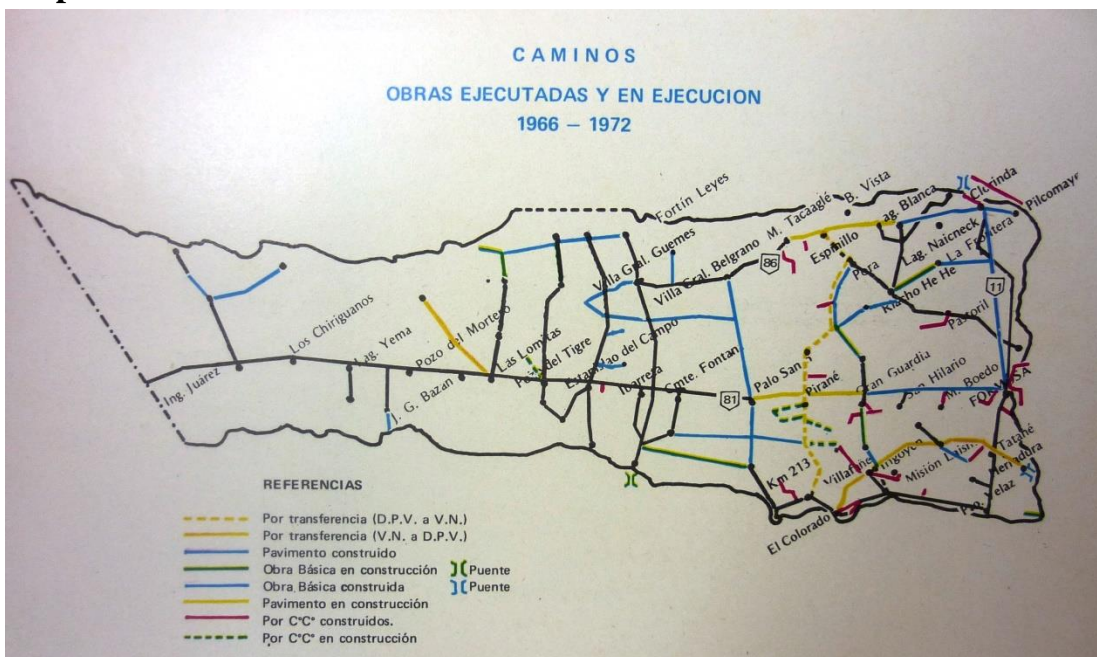 CAMINOS
OBRAS EJECUTADAS Y EN EJECUCION
1966 – 1972
Fortín Leyes
M. Tacaaglé
B. Vista
Lag. Blanca
Clorinda
Pilcomayo
Espinillo
Lag. Naicneck
La Frontera
Villa Gral. Guemes
Villa Gral. Belgrano
86
Riacho He He
11
Pastoril
Los Chiriguanos
Lag. Yema
Pozo del Mortero
Las Lomitas
Pozo del Tigre
Estanislao del Campo
Ibarreta
Cmte. Fontan
Palo Santo
Pirané
Gran Guardia
San Hilario
M. Boedo
FORMOSA
81
Ing. Juárez
J. G. Bazan
Km 213
Villafañe
Misión Laishi
Tatané
El Colorado
REFERENCIAS
Por transferencia (D.P.V. a V.N.)
Por transferencia (V.N. a D.P.V.)
Pavimento construido
Obra Básica en construcción Puente
Obra Básica construida Puente
Pavimento en construcción
Por C°C° construidos.
Por C°C° en construcción